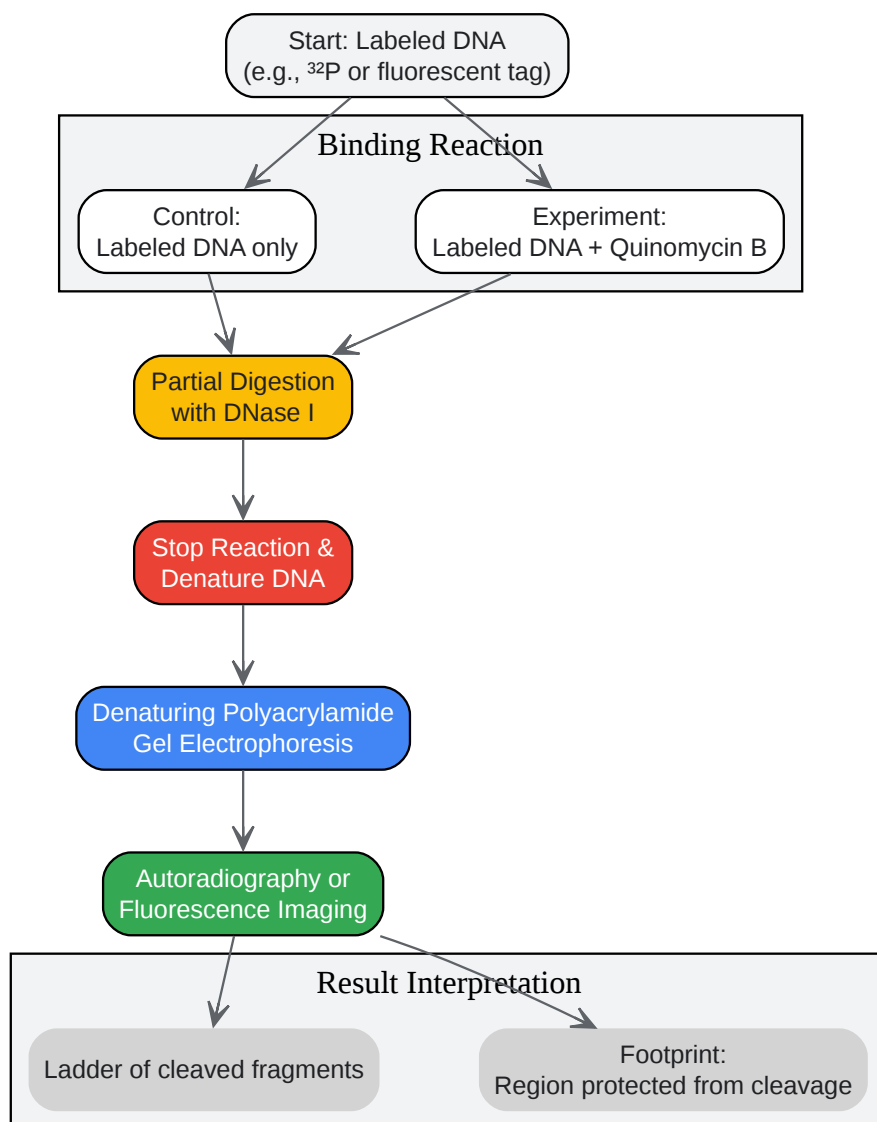 Start: Labeled DNA
(e.g., ³²P or fluorescent tag)
Binding Reaction
Control:
Labeled DNA only
Experiment:
Labeled DNA + Quinomycin B
Partial Digestion
with DNase I
Stop Reaction &
Denature DNA
Denaturing Polyacrylamide
Gel Electrophoresis
Autoradiography or
Fluorescence Imaging
Result Interpretation
Ladder of cleaved fragments
Footprint:
Region protected from cleavage